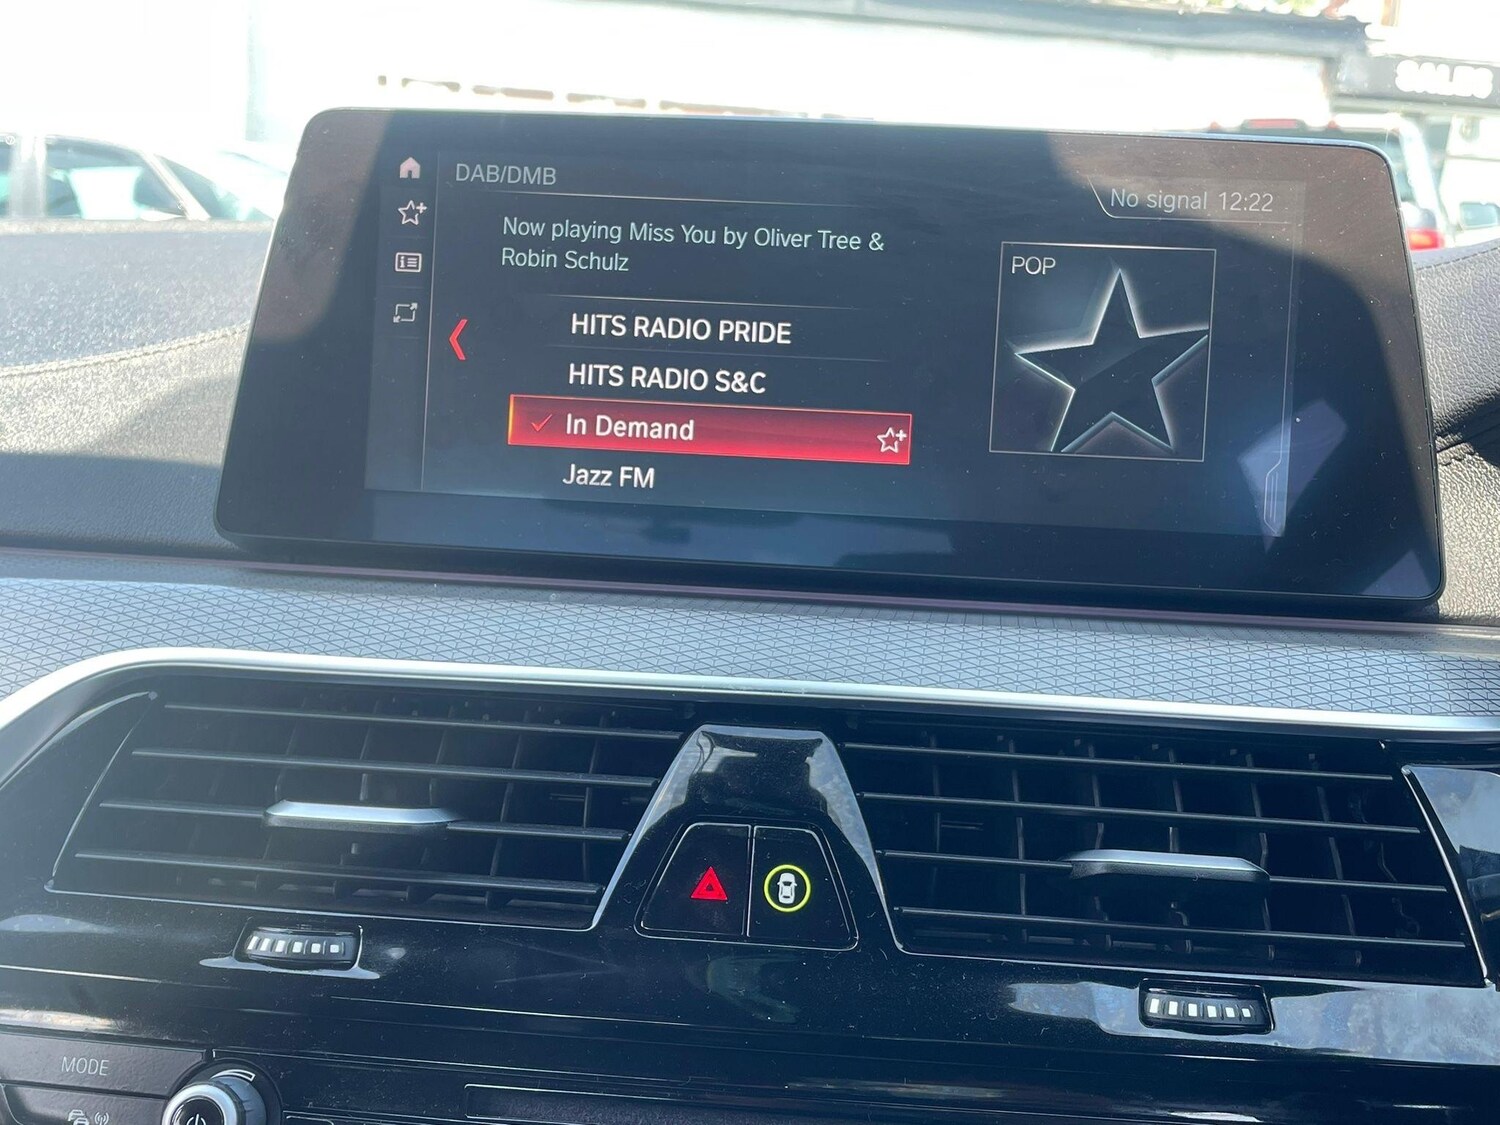 SALES
DAB/DMB
No signal 12:22
Now playing Miss You by Oliver Tree &
Robin Schulz
POP
HITS RADIO PRIDE
HITS RADIO S&C
In Demand
Jazz FM
MODE